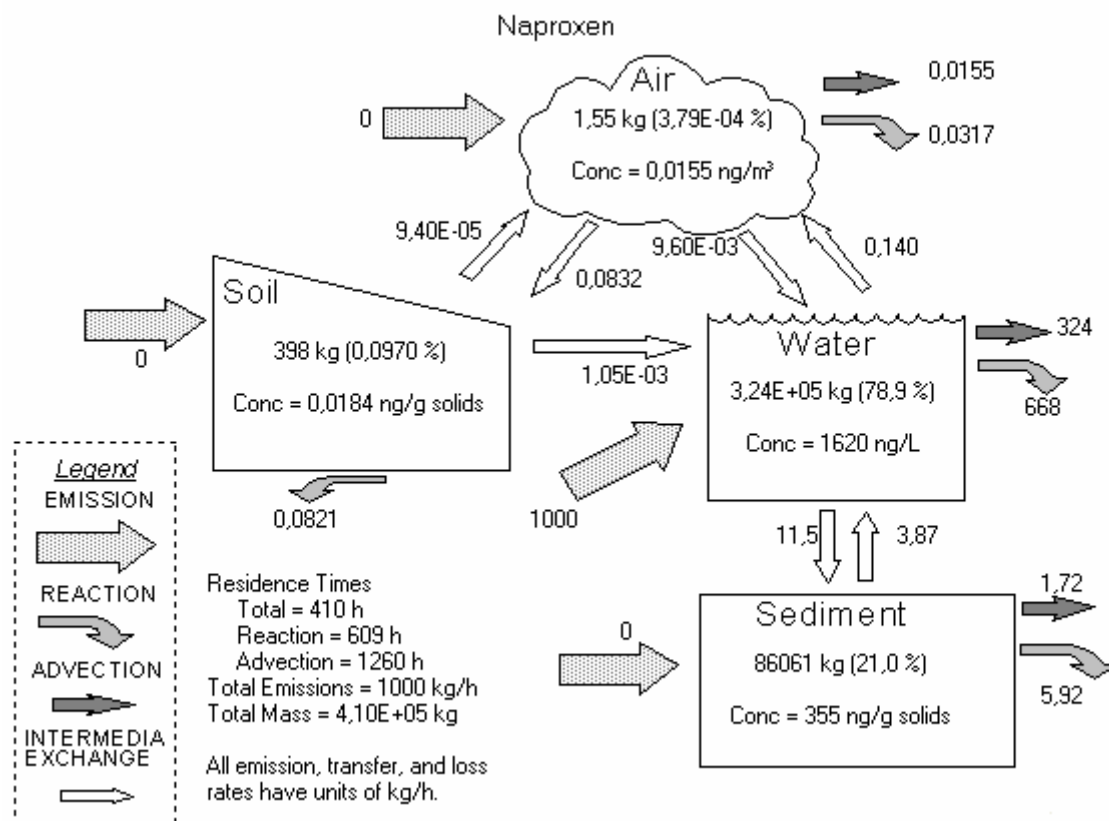 Naproxen
Air
1,55 kg (3,79E-04 %)
Conc = 0,0155 ng/m³
0
0,0155
0,0317
9,40E-05
0,0832
9,60E-03
0,140
Soil
398 kg (0,0970 %)
Conc = 0,0184 ng/g solids
0
0,0821
1,05E-03
Water
3,24E+05 kg (78,9 %)
Conc = 1620 ng/L
324
668
1000
11,5
3,87
Sediment
86061 kg (21,0 %)
Conc = 355 ng/g solids
0
1,72
5,92
Legend
EMISSION
REACTION
ADVECTION
INTERMEDIA
EXCHANGE
Residence Times
Total = 410 h
Reaction = 609 h
Advection = 1260 h
Total Emissions = 1000 kg/h
Total Mass = 4,10E+05 kg
All emission, transfer, and loss
rates have units of kg/h.